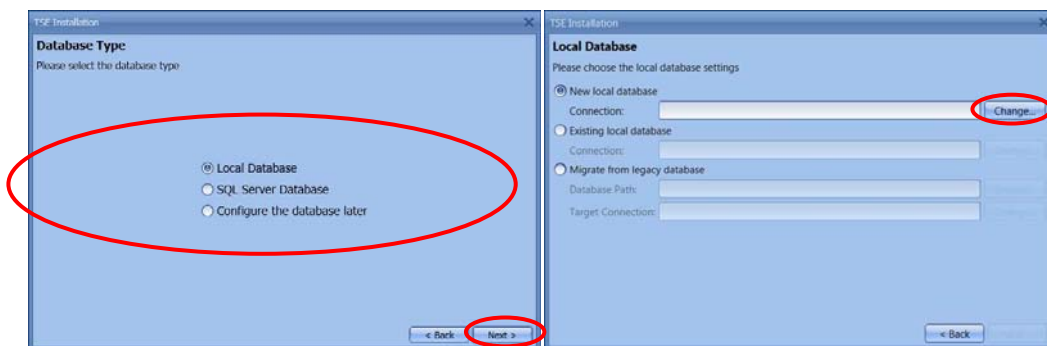 TSE Installation
Database Type
Please select the database type
Local Database
SQL Server Database
Configure the database later
< Back
Next >
TSE Installation
Local Database
Please choose the local database settings
New local database
Connection:
Change...
Existing local database
Connection:
Migrate from legacy database
Database Path:
Target Connection:
< Back